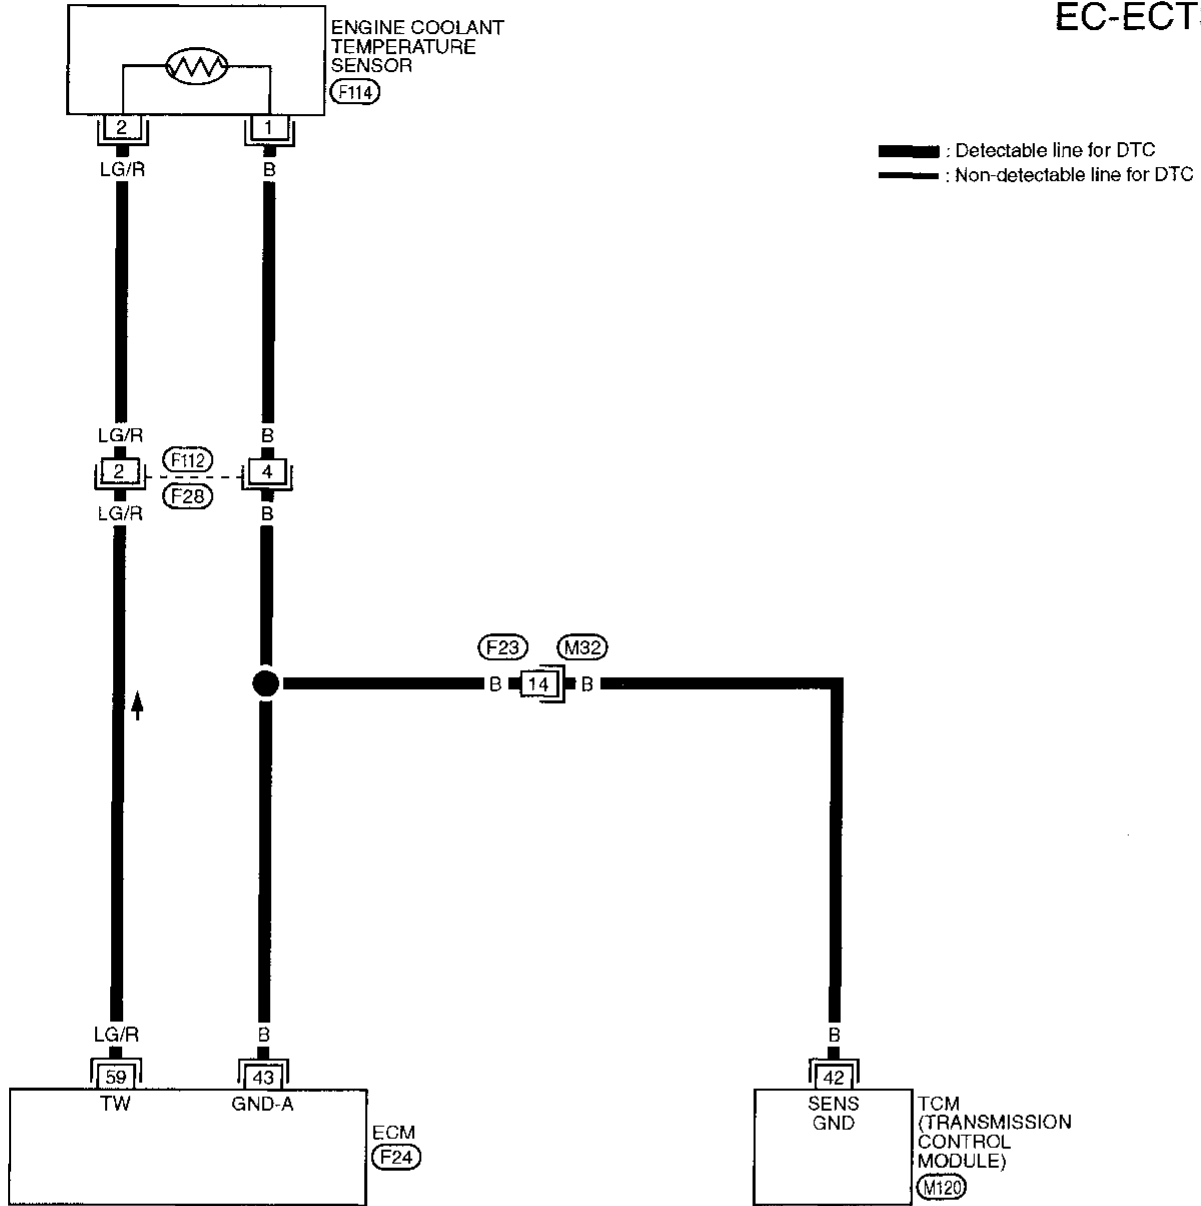 EC-ECTS
ENGINE COOLANT
TEMPERATURE
SENSOR
F114
2
1
LG/R
B
: Detectable line for DTC
: Non-detectable line for DTC
LG/R
B
2
F112
F28
4
LG/R
B
F23
M32
B
14
B
LG/R
B
B
59
43
42
TW
GND-A
SENS
GND
ECM
F24
TCM
(TRANSMISSION
CONTROL
MODULE)
M120